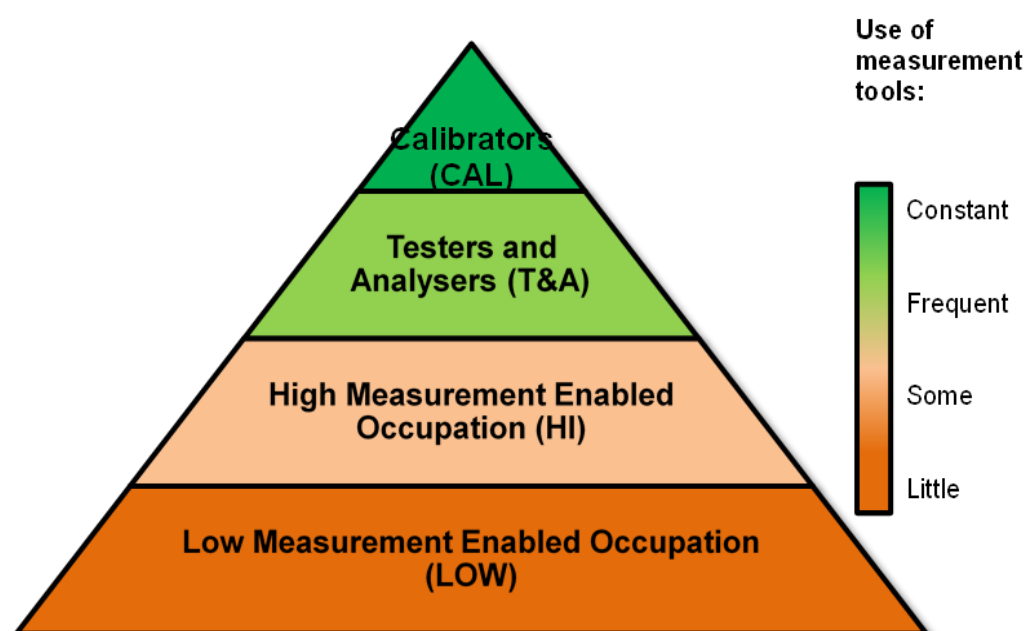 Use of
measurement
tools:
Calibrators
(CAL)
Testers and
Analysers (T&A)
High Measurement Enabled
Occupation (HI)
Low Measurement Enabled Occupation
(LOW)
Constant
Frequent
Some
Little